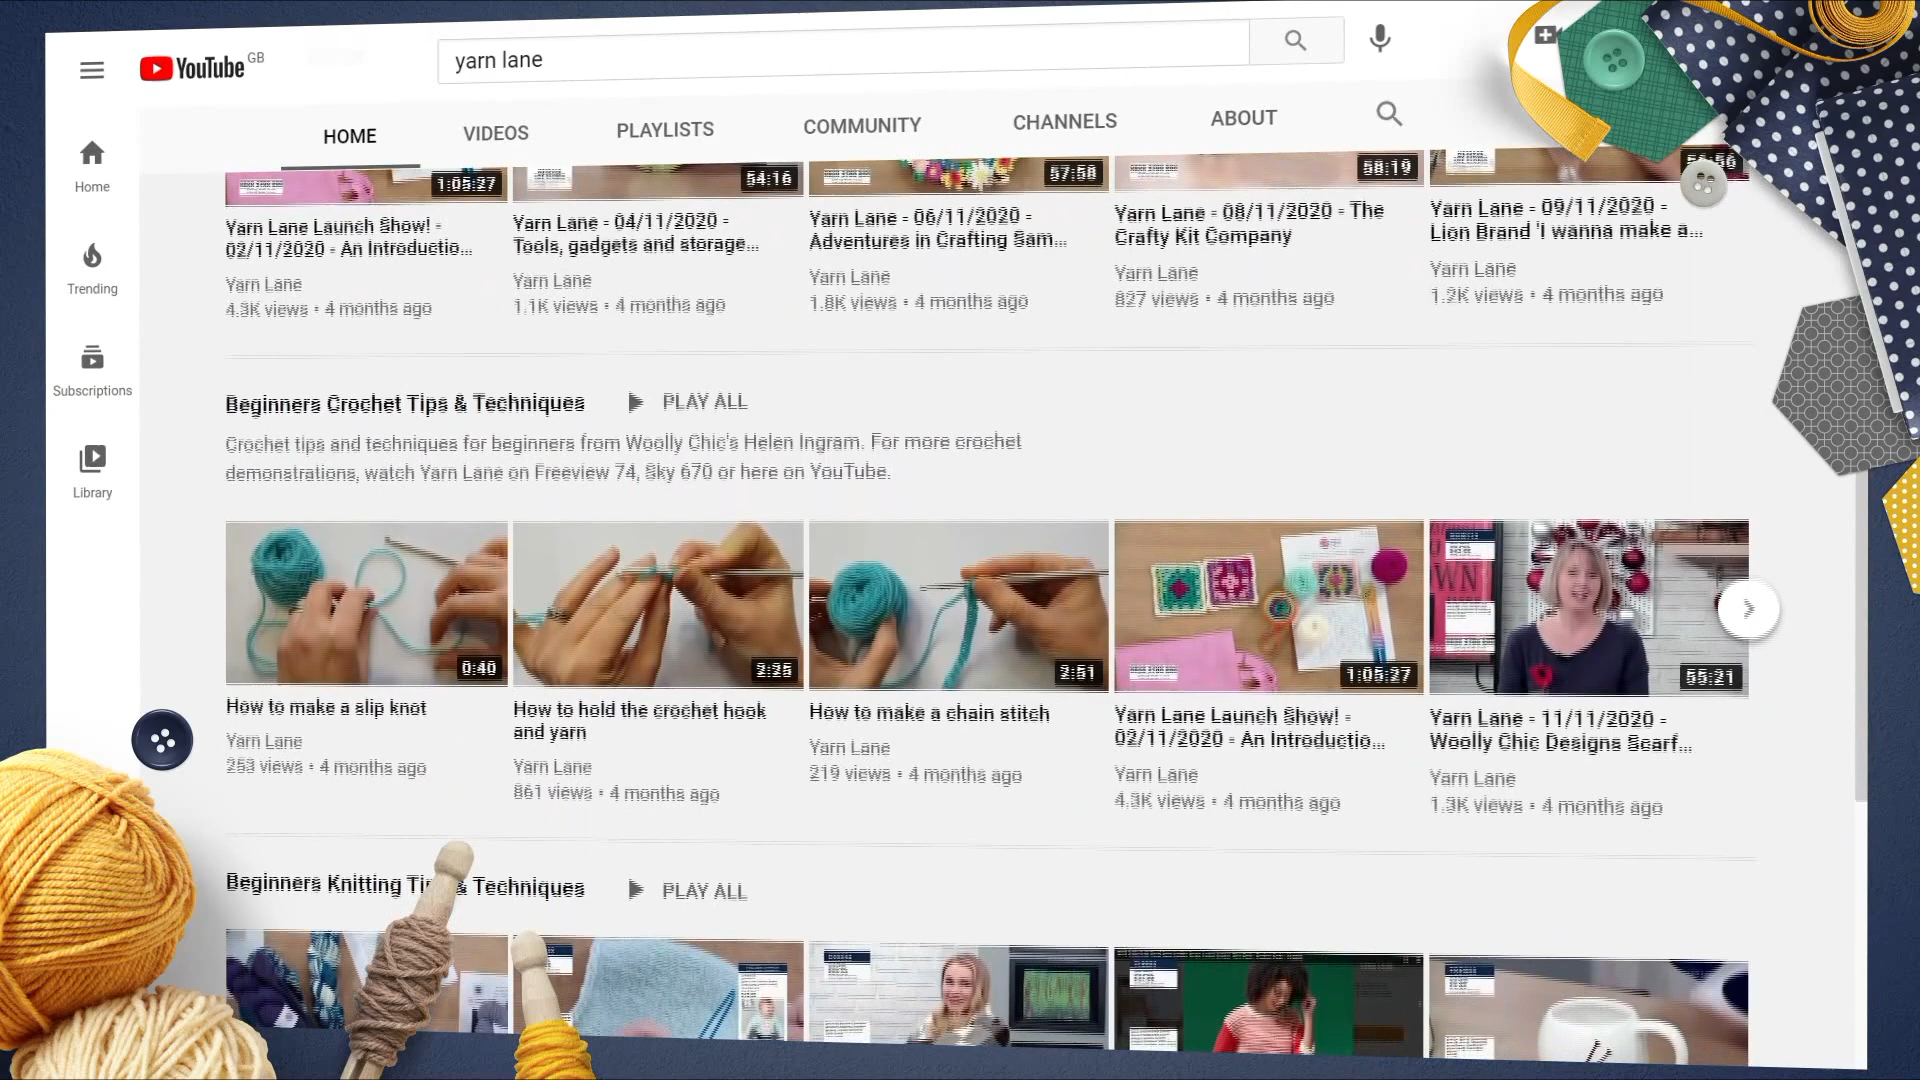 YouTube GB
yarn lane
HOME VIDEOS PLAYLISTS COMMUNITY CHANNELS ABOUT
Home
Trending
Subscriptions
Library
1:05:27
54:16
57:58
58:19
56:56
Yarn Lane Launch Show! -
02/11/2020 - An Introductio...
Yarn Lane
4.3K views • 4 months ago
Yarn Lane - 04/11/2020 -
Tools, gadgets and storage...
Yarn Lane
1.1K views • 4 months ago
Yarn Lane - 06/11/2020 -
Adventures in Crafting Sam...
Yarn Lane
1.8K views • 4 months ago
Yarn Lane - 08/11/2020 - The
Crafty Kit Company
Yarn Lane
827 views • 4 months ago
Yarn Lane - 09/11/2020 -
Lion Brand 'I wanna make a...
Yarn Lane
1.2K views • 4 months ago
Beginners Crochet Tips & Techniques PLAY ALL
Crochet tips and techniques for beginners from Woolly Chic's Helen Ingram. For more crochet
demonstrations, watch Yarn Lane on Freeview 74, Sky 670 or here on YouTube.
0:40
2:25
2:51
1:05:27
55:21
How to make a slip knot
Yarn Lane
253 views • 4 months ago
How to hold the crochet hook
and yarn
Yarn Lane
861 views • 4 months ago
How to make a chain stitch
Yarn Lane
219 views • 4 months ago
Yarn Lane Launch Show! -
02/11/2020 - An Introductio...
Yarn Lane
4.3K views • 4 months ago
Yarn Lane - 11/11/2020 -
Woolly Chic Designs Scarf...
Yarn Lane
1.3K views • 4 months ago
Beginners Knitting Ti & Techniques PLAY ALL